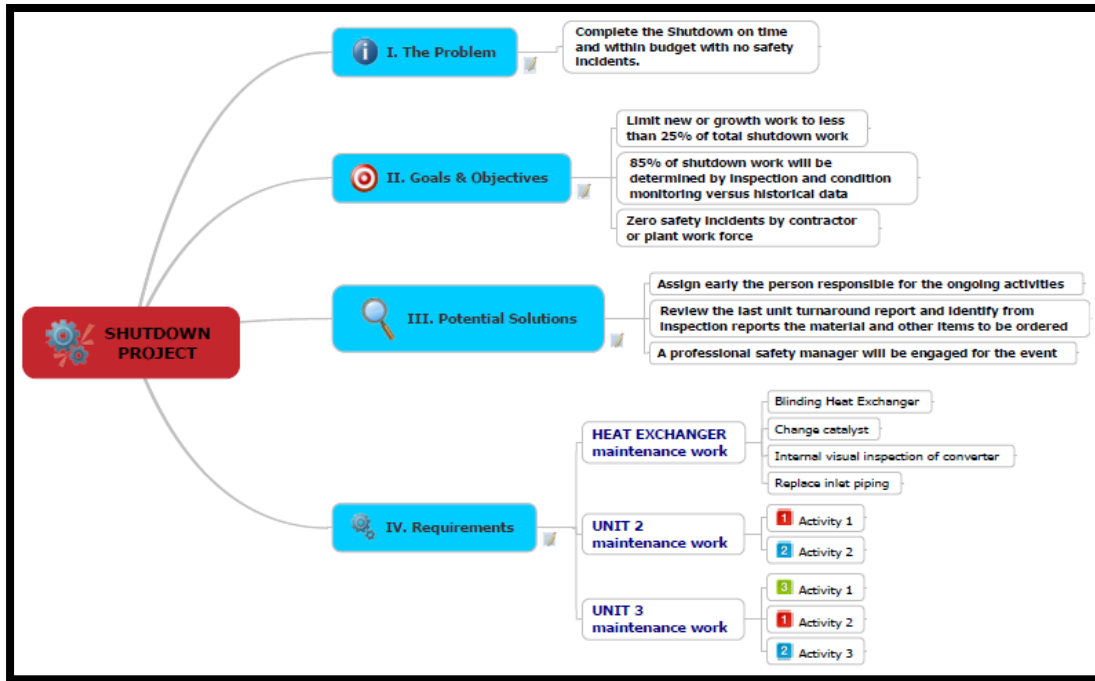 SHUTDOWN
PROJECT
I. The Problem
Complete the Shutdown on time
and within budget with no safety
incidents.
II. Goals & Objectives
Limit new or growth work to less
than 25% of total shutdown work
85% of shutdown work will be
determined by inspection and condition
monitoring versus historical data
Zero safety incidents by contractor
or plant work force
III. Potential Solutions
Assign early the person responsible for the ongoing activities
Review the last unit turnaround report and identify from
inspection reports the material and other items to be ordered
A professional safety manager will be engaged for the event
IV. Requirements
HEAT EXCHANGER
maintenance work
Blinding Heat Exchanger
Change catalyst
Internal visual inspection of converter
Replace inlet piping
UNIT 2
maintenance work
1 Activity 1
2 Activity 2
UNIT 3
maintenance work
3 Activity 1
1 Activity 2
2 Activity 3